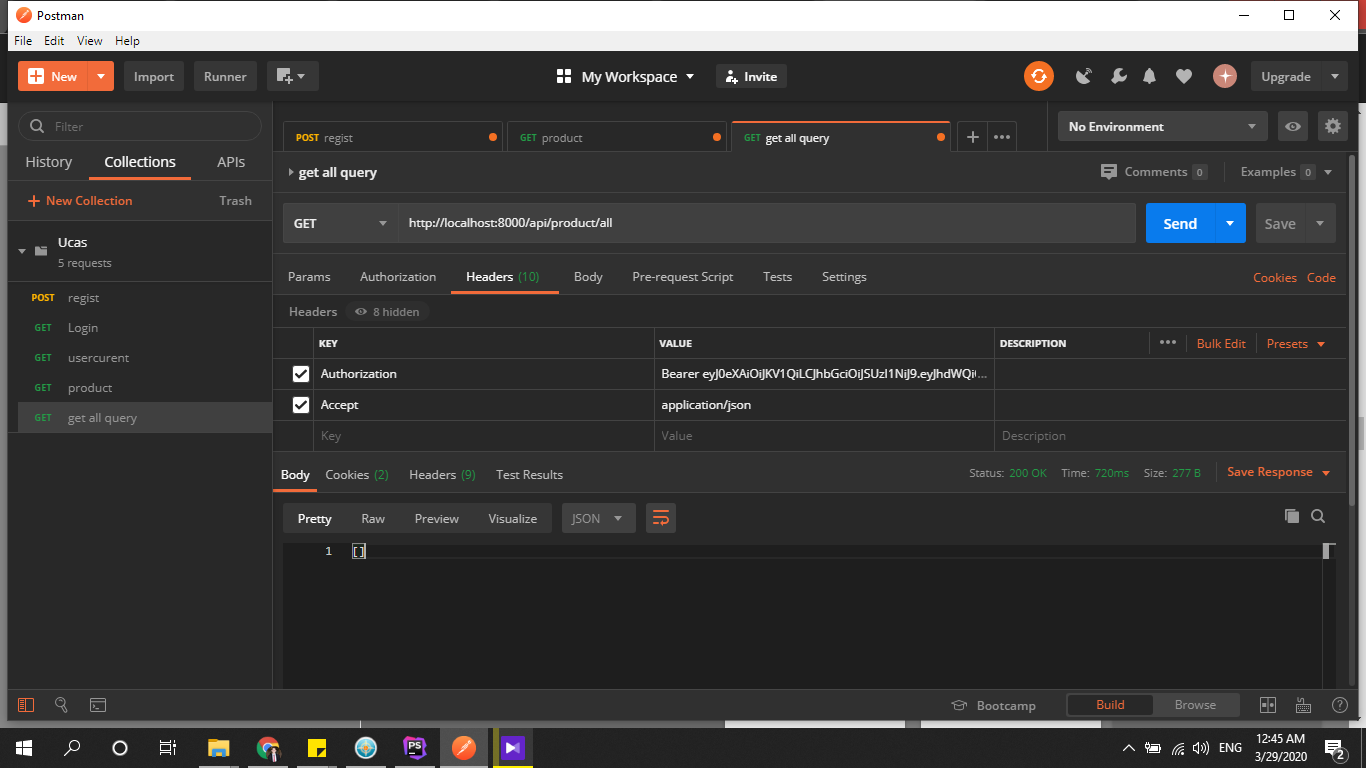 Postman
File Edit View Help
New Import Runner My Workspace Invite Upgrade
Filter
History Collections APIs
New Collection Trash
Ucas
5 requests
POST regist
GET Login
GET usercurent
GET product
GET get all query
POST regist GET product GET get all query No Environment
get all query Comments 0 Examples 0
GET http://localhost:8000/api/product/all Send Save
Params Authorization Headers (10) Body Pre-request Script Tests Settings Cookies Code
Headers 8 hidden
KEY VALUE DESCRIPTION Bulk Edit Presets
Authorization Bearer eyJ0eXAiOiJKV1QiLCJhbGciOiJSUzI1NiJ9.eyJhdWQiO...
Accept application/json
Key Value Description
Body Cookies (2) Headers (9) Test Results Status: 200 OK Time: 720ms Size: 277 B Save Response
Pretty Raw Preview Visualize JSON
1 []
Bootcamp Build Browse
PS ENG 12:45 AM
3/29/2020
2